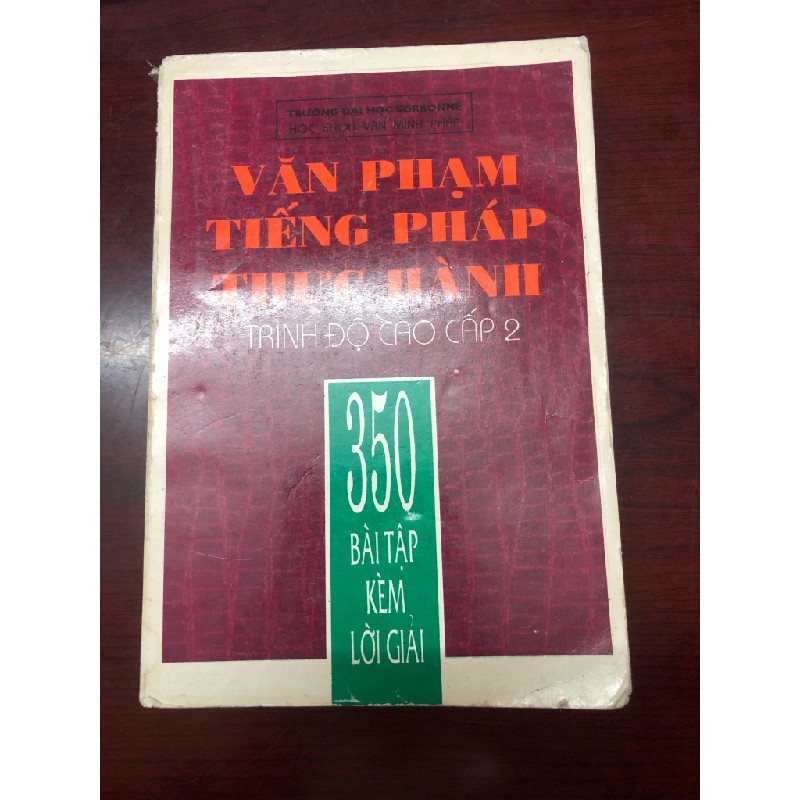 TRƯỜNG ĐẠI HỌC SORBONNE
HỌC TRÌNH VĂN MINH PHÁP
VĂN PHẠM
TIẾNG PHÁP
THỰC HÀNH
TRÌNH ĐỘ CAO CẤP 2
350
BÀI TẬP
KÈM
LỜI GIẢI